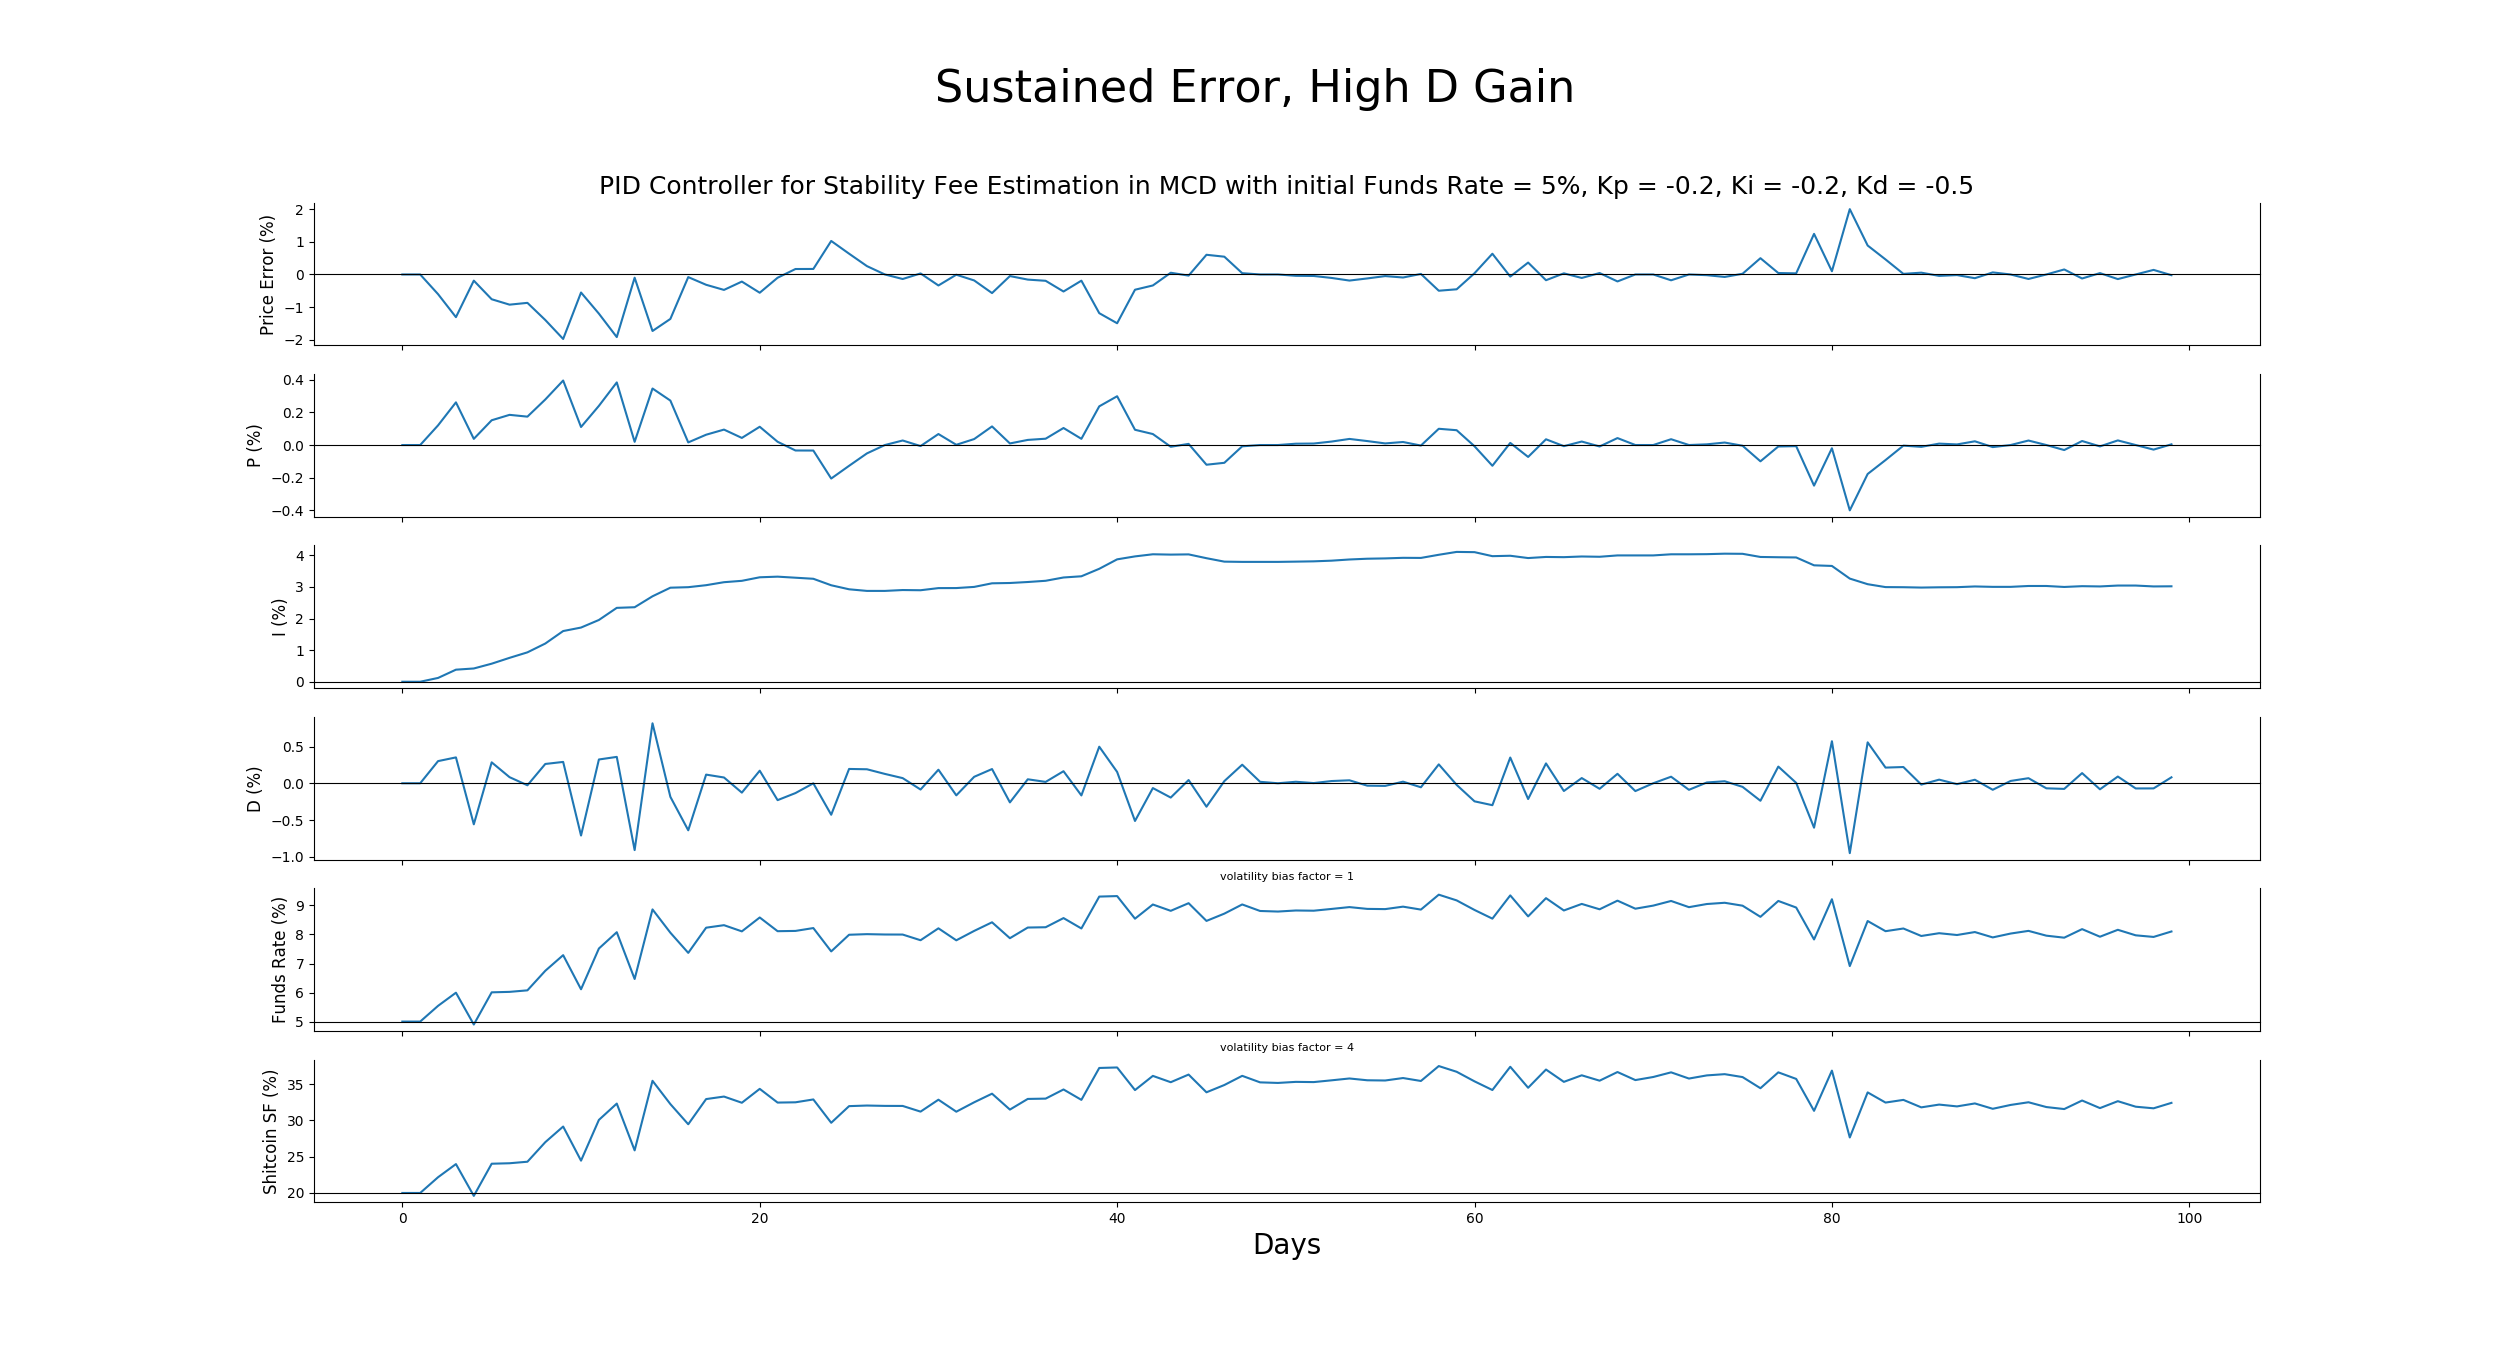 Sustained Error, High D Gain
PID Controller for Stability Fee Estimation in MCD with initial Funds Rate = 5%, Kp = -0.2, Ki = -0.2, Kd = -0.5
Price Error (%)
2
1
0
−1
−2
P (%)
0.4
0.2
0.0
−0.2
−0.4
I (%)
4
3
2
1
0
D (%)
0.5
0.0
−0.5
−1.0
volatility bias factor = 1
Funds Rate (%)
9
8
7
6
5
volatility bias factor = 4
Shitcoin SF (%)
35
30
25
20
0 20 40 60 80 100
Days